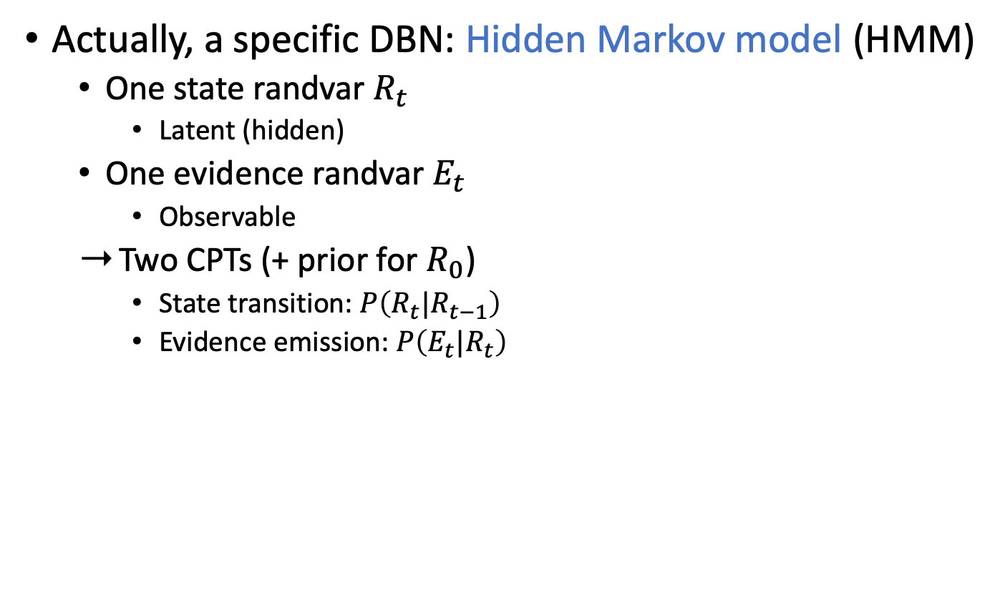 • Actually, a specific DBN: Hidden Markov model (HMM)
• One state randvar $R_t$
• Latent (hidden)
• One evidence randvar $E_t$
• Observable
→ Two CPTs (+ prior for $R_0$)
• State transition: $P(R_t|R_{t-1})$
• Evidence emission: $P(E_t|R_t)$